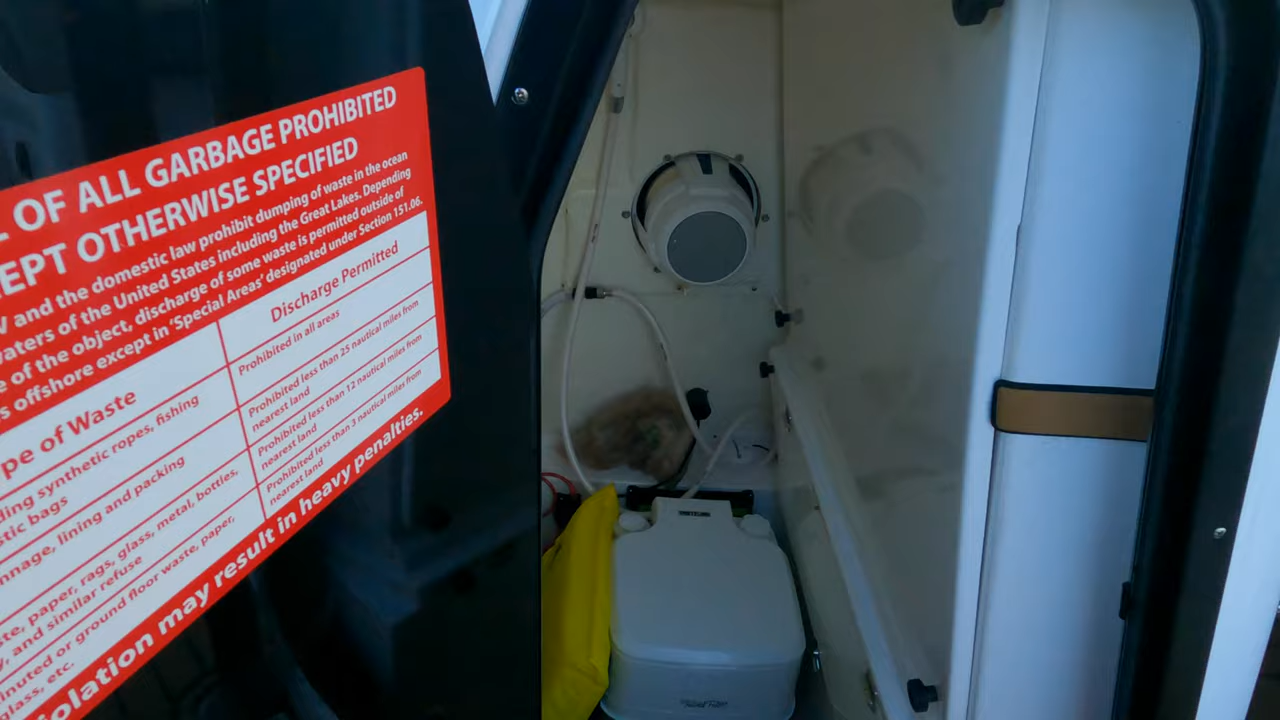 OF ALL GARBAGE PROHIBITED
EPT OTHERWISE SPECIFIED
and the domestic law prohibit dumping of waste in the ocean
aters of the United States including the Great Lakes. Depending
e of the object, discharge of some waste is permitted outside of
s offshore except in 'Special Areas' designated under Section 151.06.
pe of Waste
Discharge Permitted
ding synthetic ropes, fishing
stic bags
Prohibited in all areas
nnage, lining and packing
Prohibited less than 25 nautical miles from
nearest land
ste, paper, rags, glass, metal, bottles,
y, and similar refuse
Prohibited less than 12 nautical miles from
nearest land
inuted or ground floor waste, paper,
glass, etc.
Prohibited less than 3 nautical miles from
nearest land
olation may result in heavy penalties.